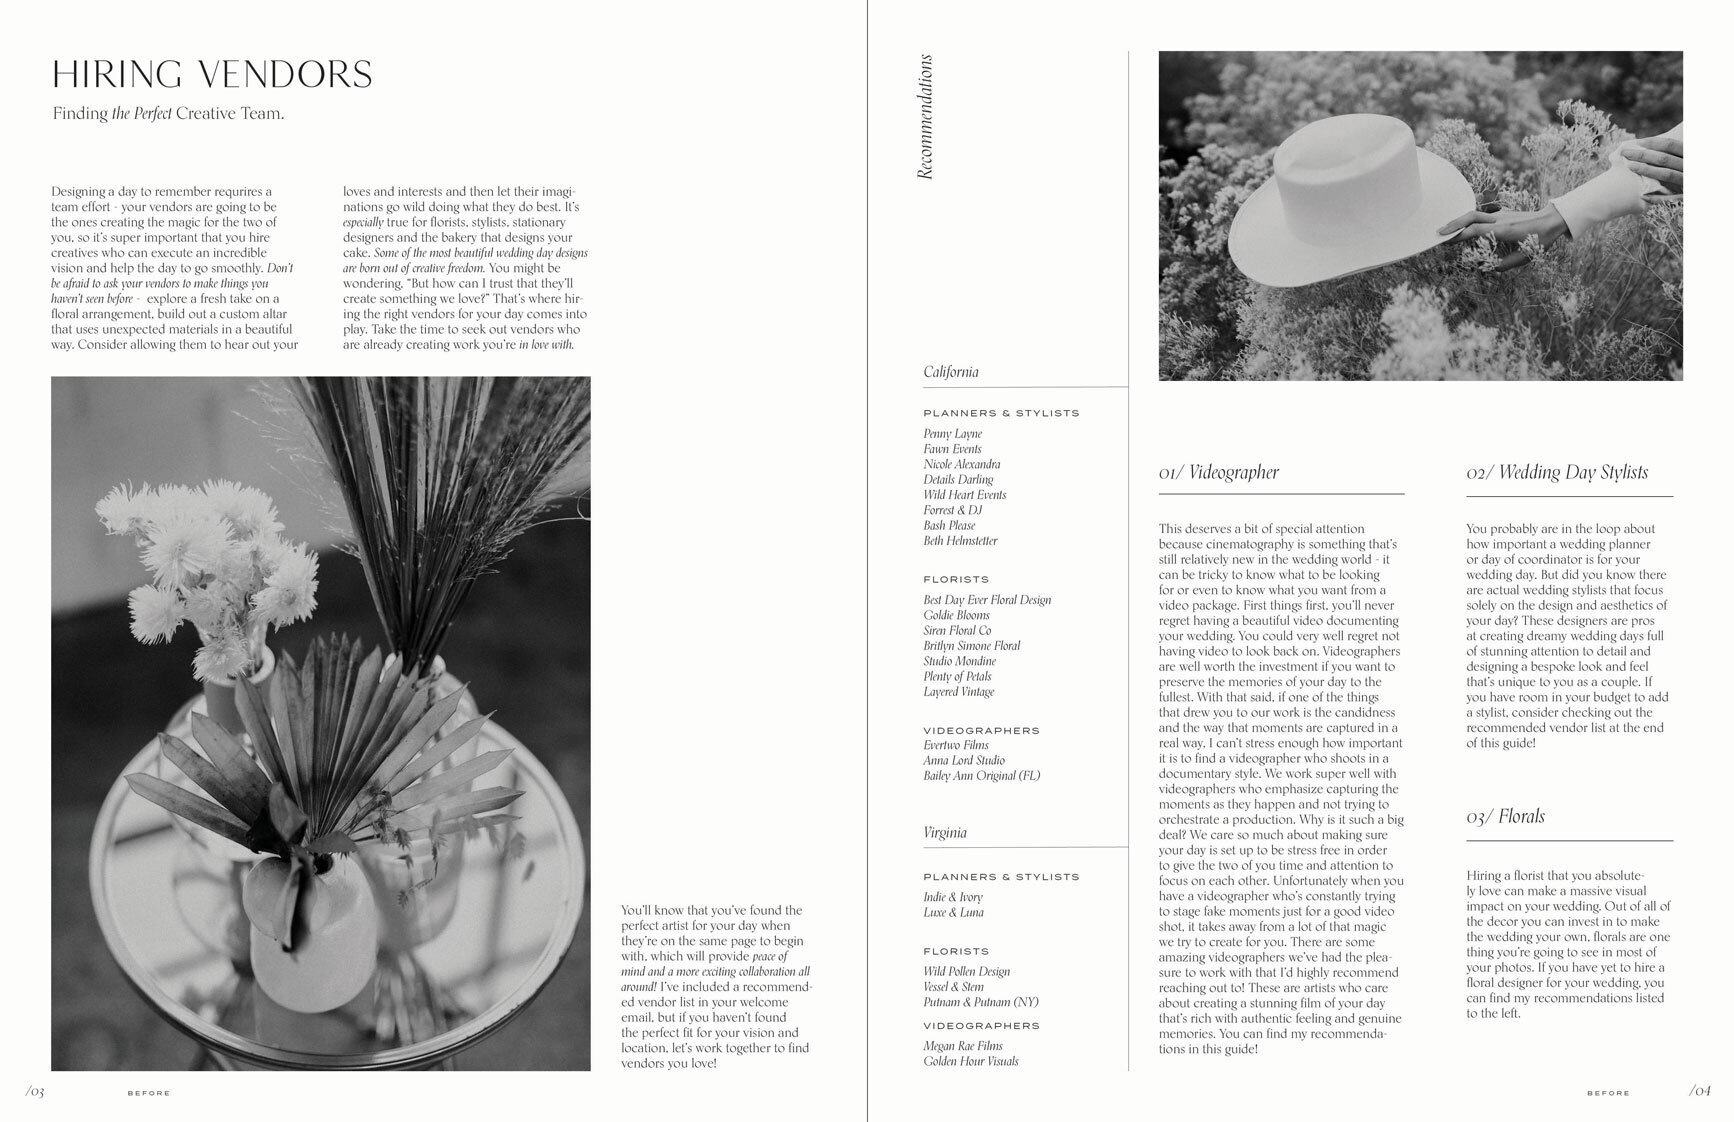 HIRING VENDORS
Finding the Perfect Creative Team.
Designing a day to remember requrires a
team effort - your vendors are going to be
the ones creating the magic for the two of
you, so it's super important that you hire
creatives who can execute an incredible
vision and help the day to go smoothly. Don't
be afraid to ask your vendors to make things you
haven't seen before - explore a fresh take on a
floral arrangement, build out a custom altar
that uses unexpected materials in a beautiful
way. Consider allowing them to hear out your
loves and interests and then let their imagi-
nations go wild doing what they do best. It's
especially true for florists, stylists, stationary
designers and the bakery that designs your
cake. Some of the most beautiful wedding day designs
are born out of creative freedom. You might be
wondering, "But how can I trust that they'll
create something we love?" That's where hir-
ing the right vendors for your day comes into
play. Take the time to seek out vendors who
are already creating work you're in love with.
You'll know that you've found the
perfect artist for your day when
they're on the same page to begin
with, which will provide peace of
mind and a more exciting collaboration all
around! I've included a recommend-
ed vendor list in your welcome
email, but if you haven't found
the perfect fit for your vision and
location, let's work together to find
vendors you love!
/03
BEFORE
Recommendations
California
PLANNERS & STYLISTS
Penny Layne
Fawn Events
Nicole Alexandra
Details Darling
Wild Heart Events
Forrest & DJ
Bash Please
Beth Helmstetter
FLORISTS
Best Day Ever Floral Design
Goldie Blooms
Siren Floral Co
Britlyn Simone Floral
Studio Mondine
Plenty of Petals
Layered Vintage
VIDEOGRAPHERS
Evertwo Films
Anna Lord Studio
Bailey Ann Original (FL)
Virginia
PLANNERS & STYLISTS
Indie & Ivory
Luxe & Luna
FLORISTS
Wild Pollen Design
Vessel & Stem
Putnam & Putnam (NY)
VIDEOGRAPHERS
Megan Rae Films
Golden Hour Visuals
01/ Videographer
This deserves a bit of special attention
because cinematography is something that's
still relatively new in the wedding world - it
can be tricky to know what to be looking
for or even to know what you want from a
video package. First things first, you'll never
regret having a beautiful video documenting
your wedding. You could very well regret not
having video to look back on. Videographers
are well worth the investment if you want to
preserve the memories of your day to the
fullest. With that said, if one of the things
that drew you to our work is the candidness
and the way that moments are captured in a
real way, I can't stress enough how important
it is to find a videographer who shoots in a
documentary style. We work super well with
videographers who emphasize capturing the
moments as they happen and not trying to
orchestrate a production. Why is it such a big
deal? We care so much about making sure
your day is set up to be stress free in order
to give the two of you time and attention to
focus on each other. Unfortunately when you
have a videographer who's constantly trying
to stage fake moments just for a good video
shot, it takes away from a lot of that magic
we try to create for you. There are some
amazing videographers we've had the plea-
sure to work with that I'd highly recommend
reaching out to! These are artists who care
about creating a stunning film of your day
that's rich with authentic feeling and genuine
memories. You can find my recommenda-
tions in this guide!
02/ Wedding Day Stylists
You probably are in the loop about
how important a wedding planner
or day of coordinator is for your
wedding day. But did you know there
are actual wedding stylists that focus
solely on the design and aesthetics of
your day? These designers are pros
at creating dreamy wedding days full
of stunning attention to detail and
designing a bespoke look and feel
that's unique to you as a couple. If
you have room in your budget to add
a stylist, consider checking out the
recommended vendor list at the end
of this guide!
03/ Florals
Hiring a florist that you absolute-
ly love can make a massive visual
impact on your wedding. Out of all of
the decor you can invest in to make
the wedding your own, florals are one
thing you're going to see in most of
your photos. If you have yet to hire a
floral designer for your wedding, you
can find my recommendations listed
to the left.
BEFORE
/04